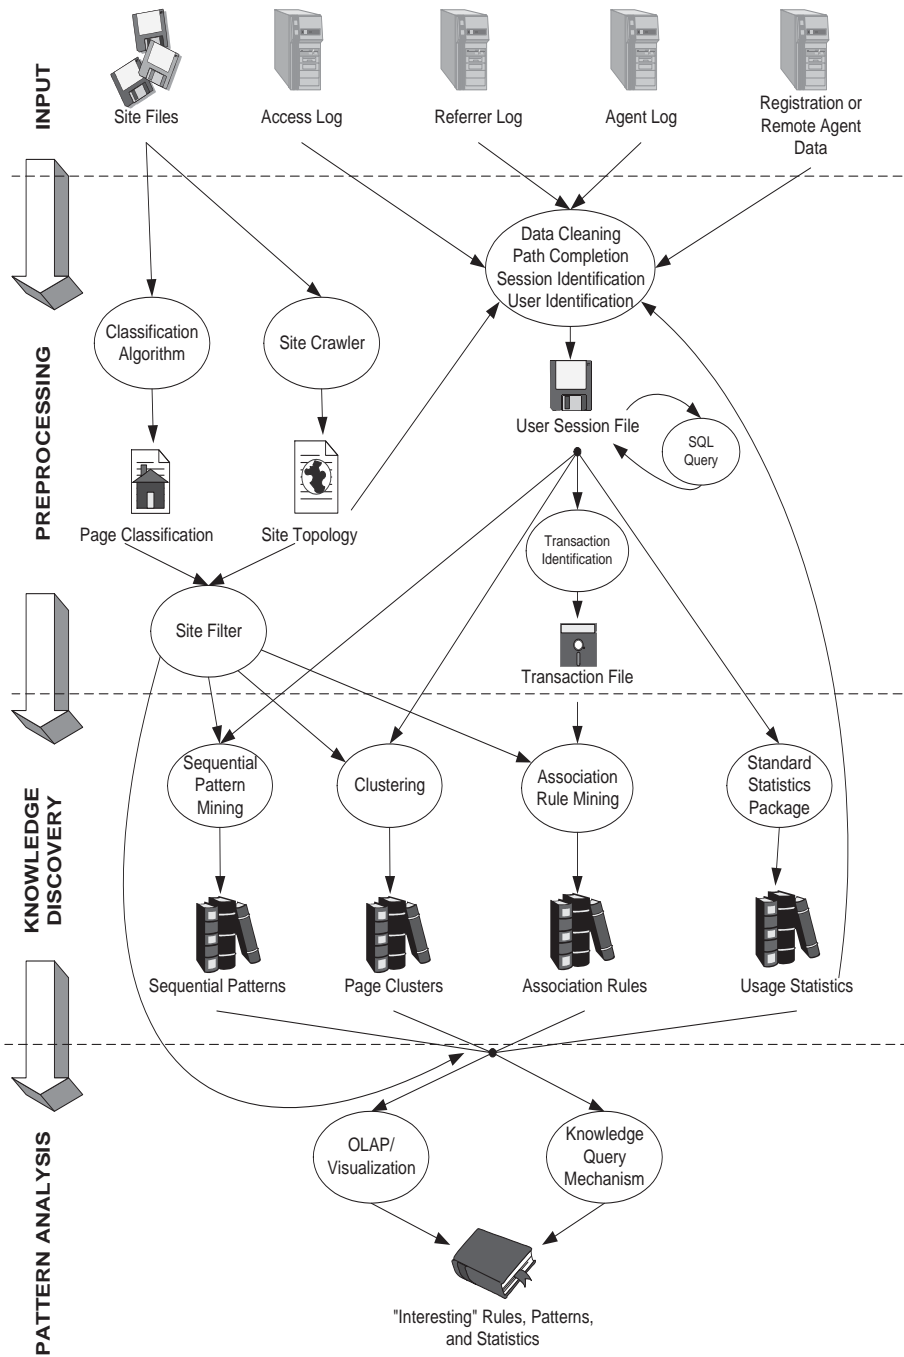 INPUT
Site Files
Access Log
Referrer Log
Agent Log
Registration or
Remote Agent
Data
Data Cleaning
Path Completion
Session Identification
User Identification
PREPROCESSING
Classification
Algorithm
Site Crawler
User Session File
SQL
Query
Page Classification
Site Topology
Transaction
Identification
Site Filter
Transaction File
KNOWLEDGE
DISCOVERY
Sequential
Pattern
Mining
Clustering
Association
Rule Mining
Standard
Statistics
Package
Sequential Patterns
Page Clusters
Association Rules
Usage Statistics
PATTERN ANALYSIS
OLAP/
Visualization
Knowledge
Query
Mechanism
"Interesting" Rules, Patterns,
and Statistics